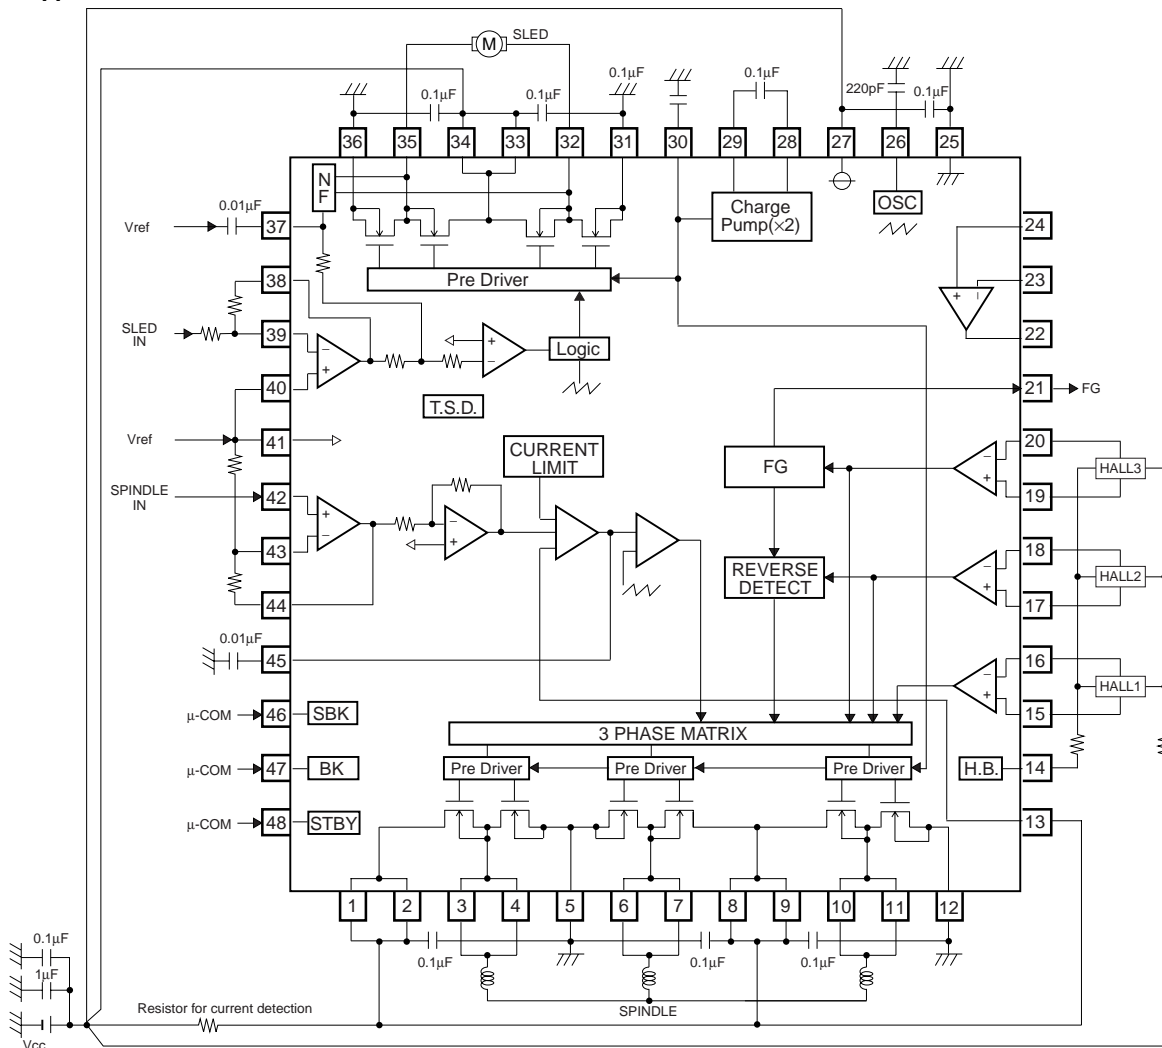 M SLED
0.1μF 0.1μF 0.1μF 0.1μF 220pF 0.1μF
36 35 34 33 32 31 30 29 28 27 26 25
NF
Charge Pump(×2)
OSC
Vref 0.01μF 37
24
38
Pre Driver
23
SLED IN 39
− +
+ −
Logic
+ −
22
40
T.S.D.
21 FG
Vref 41
CURRENT LIMIT
FG
− +
20
19
HALL3
SPINDLE IN 42
+ −
− +
43
REVERSE DETECT
− +
18
17
HALL2
44
0.01μF 45
− +
16
15
HALL1
μ-COM 46 SBK
3 PHASE MATRIX
μ-COM 47 BK
Pre Driver Pre Driver Pre Driver
H.B. 14
μ-COM 48 STBY
13
1 2 3 4 5 6 7 8 9 10 11 12
0.1μF 0.1μF 0.1μF
SPINDLE
0.1μF
1μF
Resistor for current detection
Vcc